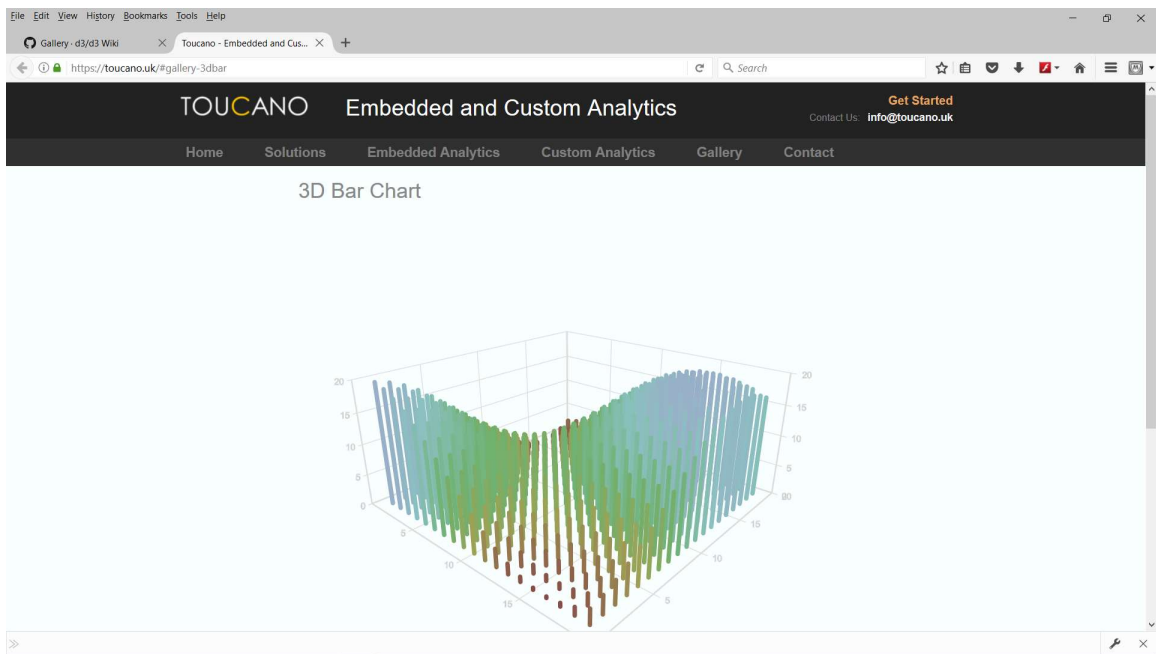 File Edit View History Bookmarks Tools Help
Gallery · d3/d3 Wiki
Toucano - Embedded and Cus...
https://toucano.uk/#gallery-3dbar
Search
TOUCANO
Embedded and Custom Analytics
Get Started
Contact Us: info@toucano.uk
Home Solutions Embedded Analytics Custom Analytics Gallery Contact
3D Bar Chart
20
15
10
5
0
5
10
15
20
15
10
5
20
15
10
5